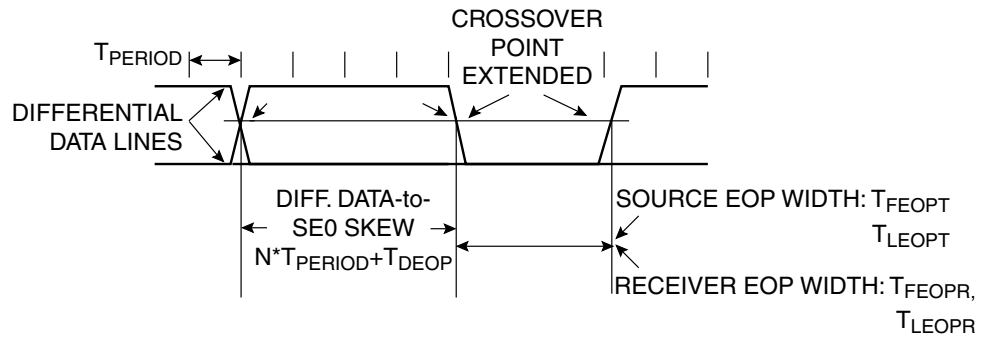 CROSSOVER
POINT
EXTENDED
TPERIOD
DIFFERENTIAL
DATA LINES
DIFF. DATA-to-
SE0 SKEW
N*TPERIOD+TDEOP
SOURCE EOP WIDTH: TFEOPT
TLEOPT
RECEIVER EOP WIDTH: TFEOPR,
TLEOPR